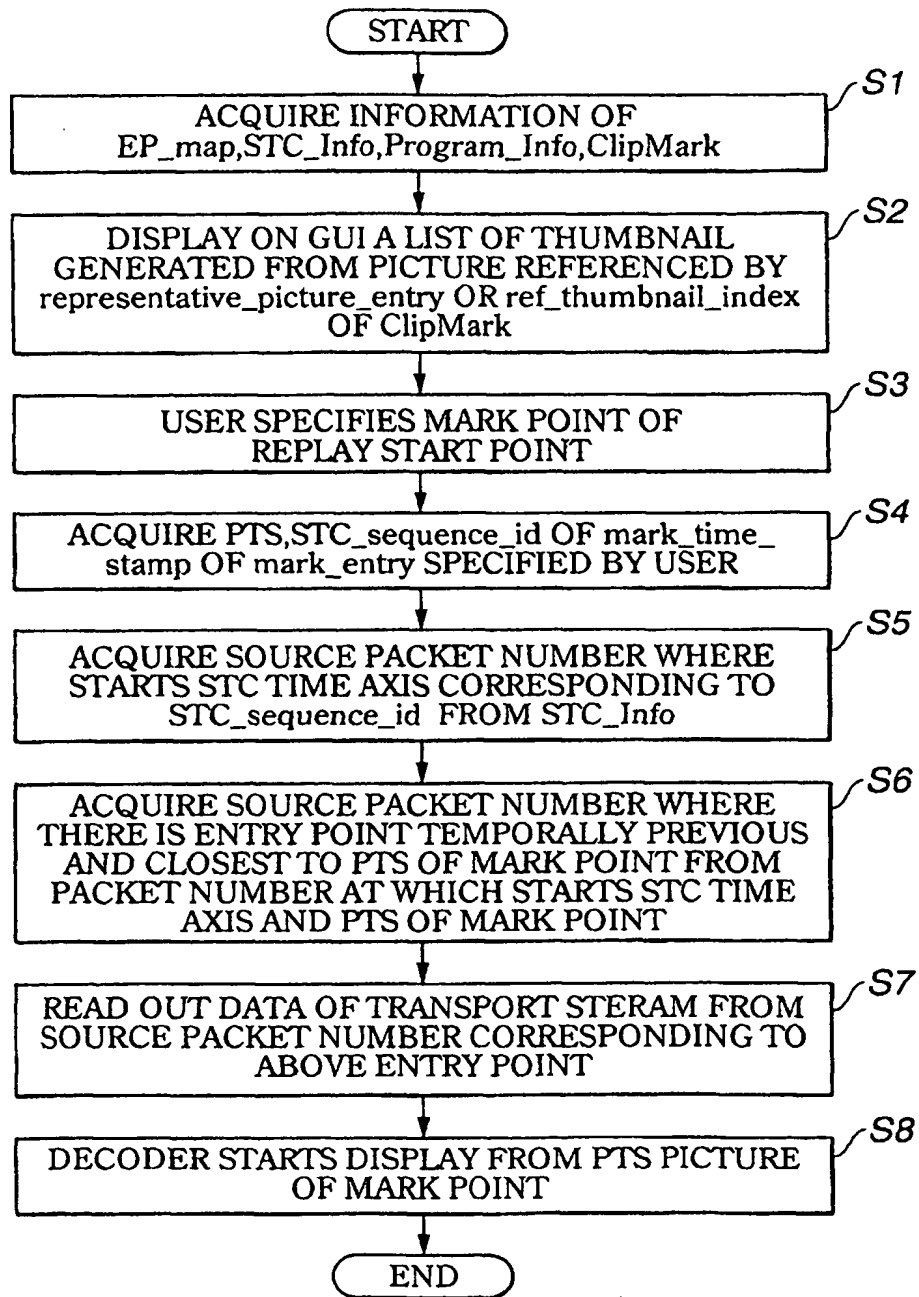 START
S1
ACQUIRE INFORMATION OF
EP_map,STC_Info,Program_Info,ClipMark
S2
DISPLAY ON GUI A LIST OF THUMBNAIL
GENERATED FROM PICTURE REFERENCED BY
representative_picture_entry OR ref_thumbnail_index
OF ClipMark
S3
USER SPECIFIES MARK POINT OF
REPLAY START POINT
S4
ACQUIRE PTS,STC_sequence_id OF mark_time_
stamp OF mark_entry SPECIFIED BY USER
S5
ACQUIRE SOURCE PACKET NUMBER WHERE
STARTS STC TIME AXIS CORRESPONDING TO
STC_sequence_id FROM STC_Info
S6
ACQUIRE SOURCE PACKET NUMBER WHERE
THERE IS ENTRY POINT TEMPORALLY PREVIOUS
AND CLOSEST TO PTS OF MARK POINT FROM
PACKET NUMBER AT WHICH STARTS STC TIME
AXIS AND PTS OF MARK POINT
S7
READ OUT DATA OF TRANSPORT STERAM FROM
SOURCE PACKET NUMBER CORRESPONDING TO
ABOVE ENTRY POINT
S8
DECODER STARTS DISPLAY FROM PTS PICTURE
OF MARK POINT
END